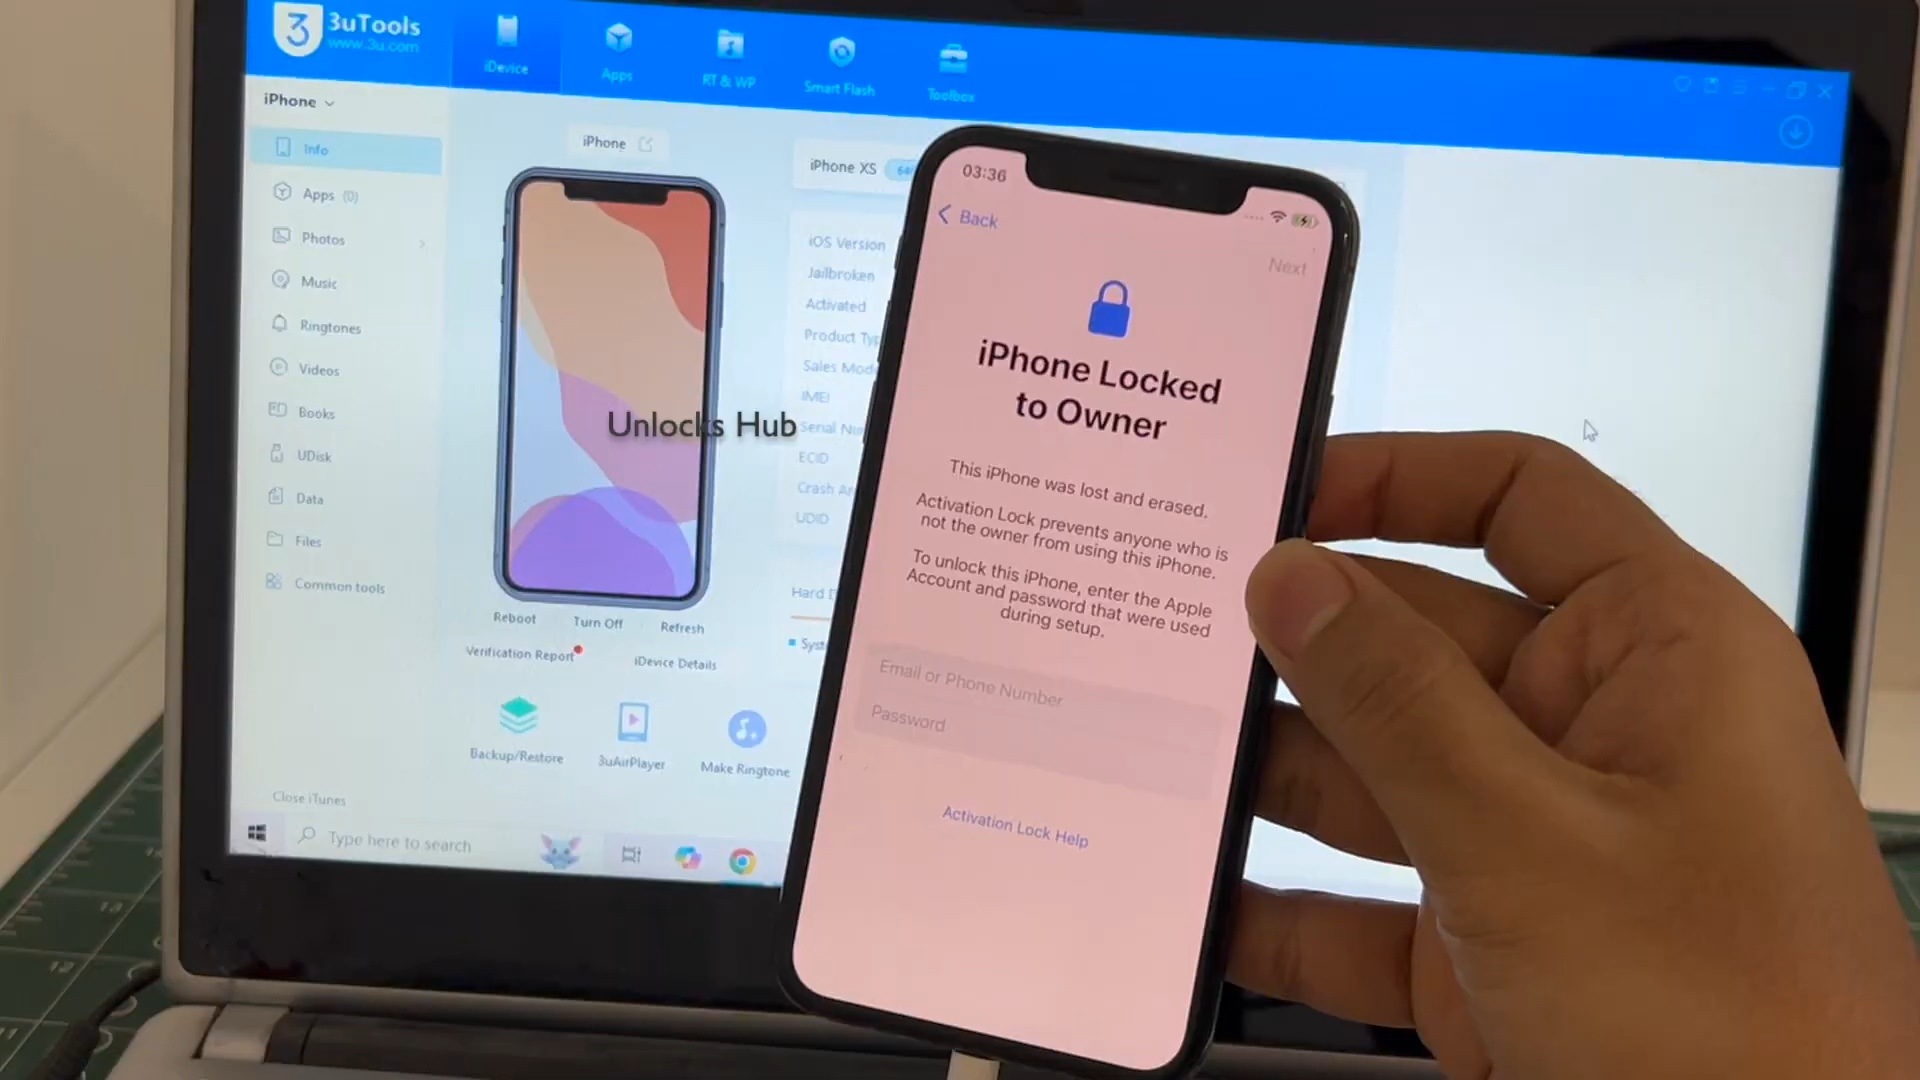 3uTools
www.3u.com
iDevice
Apps
RT & WP
Smart Flash
Toolbox
iPhone
Info
Apps (0)
Photos
Music
Ringtones
Videos
Books
UDisk
Data
Files
Common tools
Close iTunes
Type here to search
iPhone
Reboot
Turn Off
Refresh
Verification Report
iDevice Details
Backup/Restore
3uAirPlayer
Make Ringtone
iPhone XS
iOS Version
Jailbroken
Activated
Product
Sales
IMEI
Serial
ECID
Crash
UDID
Hard
Unlocks Hub
03:36
Back
Next
iPhone Locked
to Owner
This iPhone was lost and erased.
Activation Lock prevents anyone who is
not the owner from using this iPhone.
To unlock this iPhone, enter the Apple
Account and password that were used
during setup.
Email or Phone Number
Password
Activation Lock Help